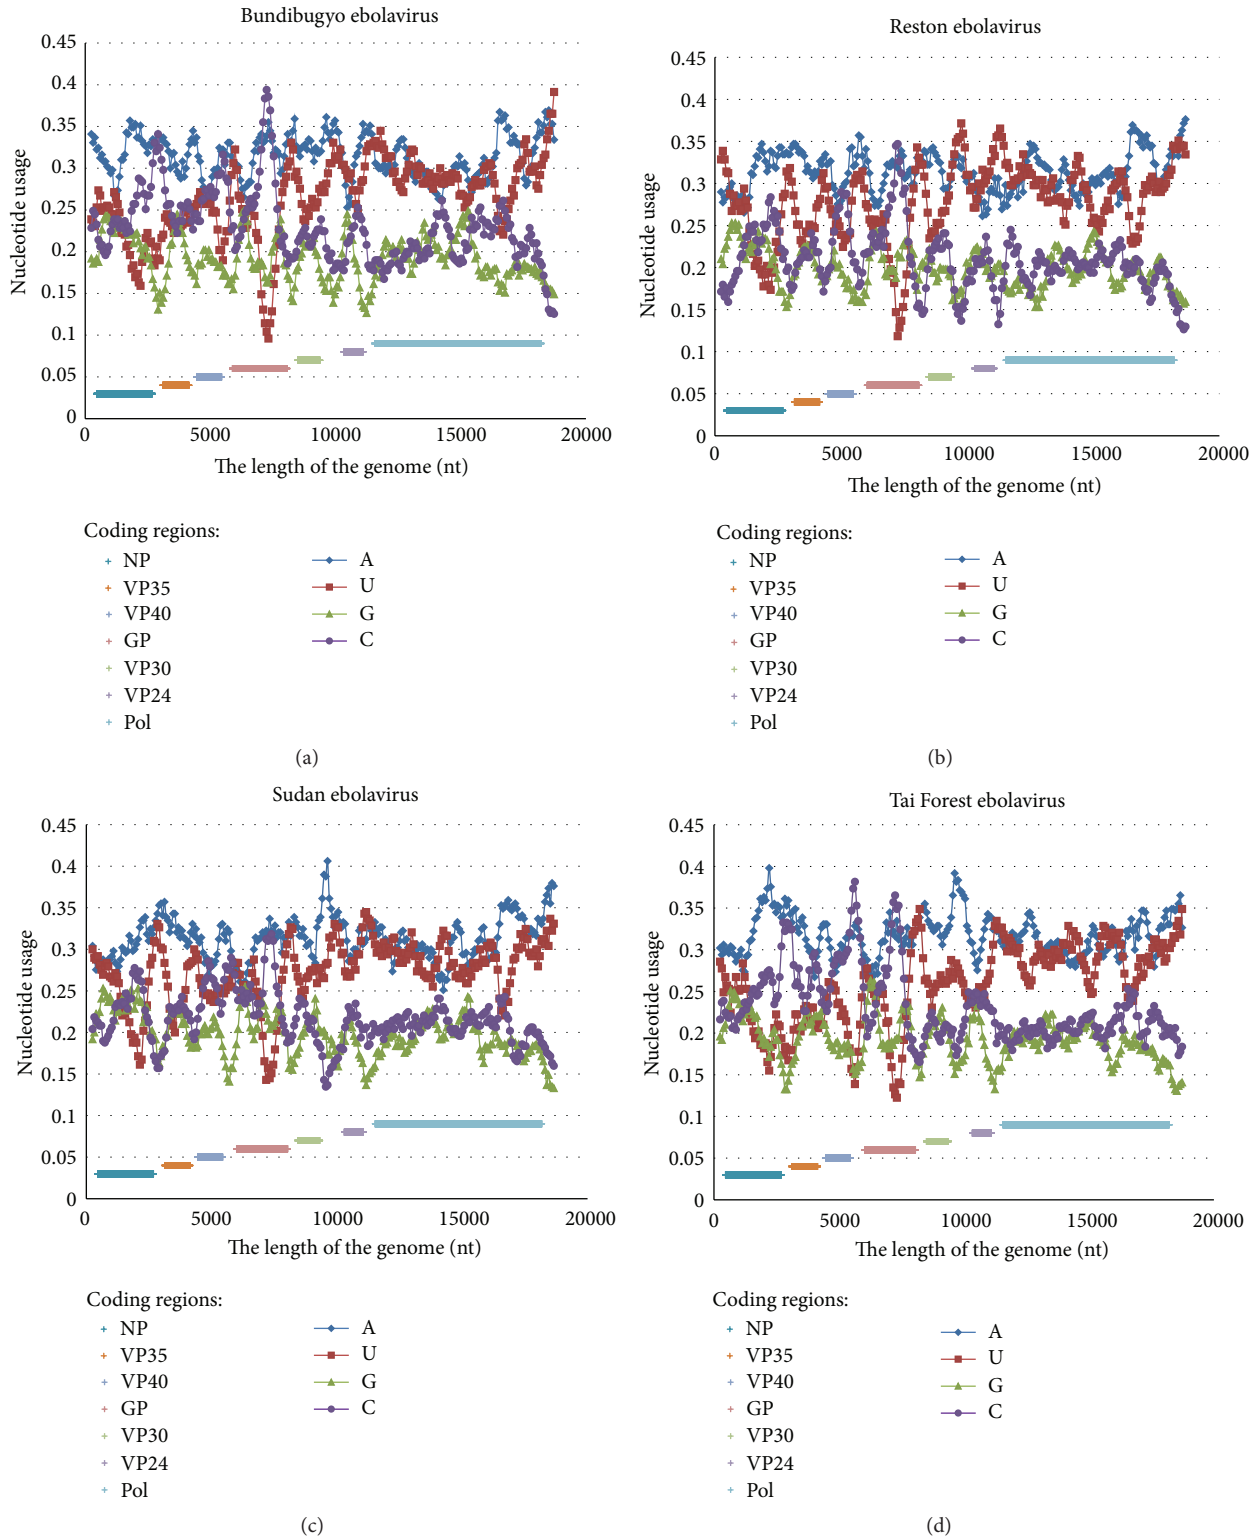 Bundibugyo ebolavirus
0.45
0.4
0.35
0.3
0.25
0.2
0.15
0.1
0.05
0
Nucleotide usage
0
5000
10000
15000
20000
The length of the genome (nt)
Coding regions:
NP
VP35
VP40
GP
VP30
VP24
Pol
A
U
G
C
(a)
Reston ebolavirus
0.45
0.4
0.35
0.3
0.25
0.2
0.15
0.1
0.05
0
Nucleotide usage
0
5000
10000
15000
20000
The length of the genome (nt)
Coding regions:
NP
VP35
VP40
GP
VP30
VP24
Pol
A
U
G
C
(b)
Sudan ebolavirus
0.45
0.4
0.35
0.3
0.25
0.2
0.15
0.1
0.05
0
Nucleotide usage
0
5000
10000
15000
20000
The length of the genome (nt)
Coding regions:
NP
VP35
VP40
GP
VP30
VP24
Pol
A
U
G
C
(c)
Tai Forest ebolavirus
0.45
0.4
0.35
0.3
0.25
0.2
0.15
0.1
0.05
0
Nucleotide usage
0
5000
10000
15000
20000
The length of the genome (nt)
Coding regions:
NP
VP35
VP40
GP
VP30
VP24
Pol
A
U
G
C
(d)